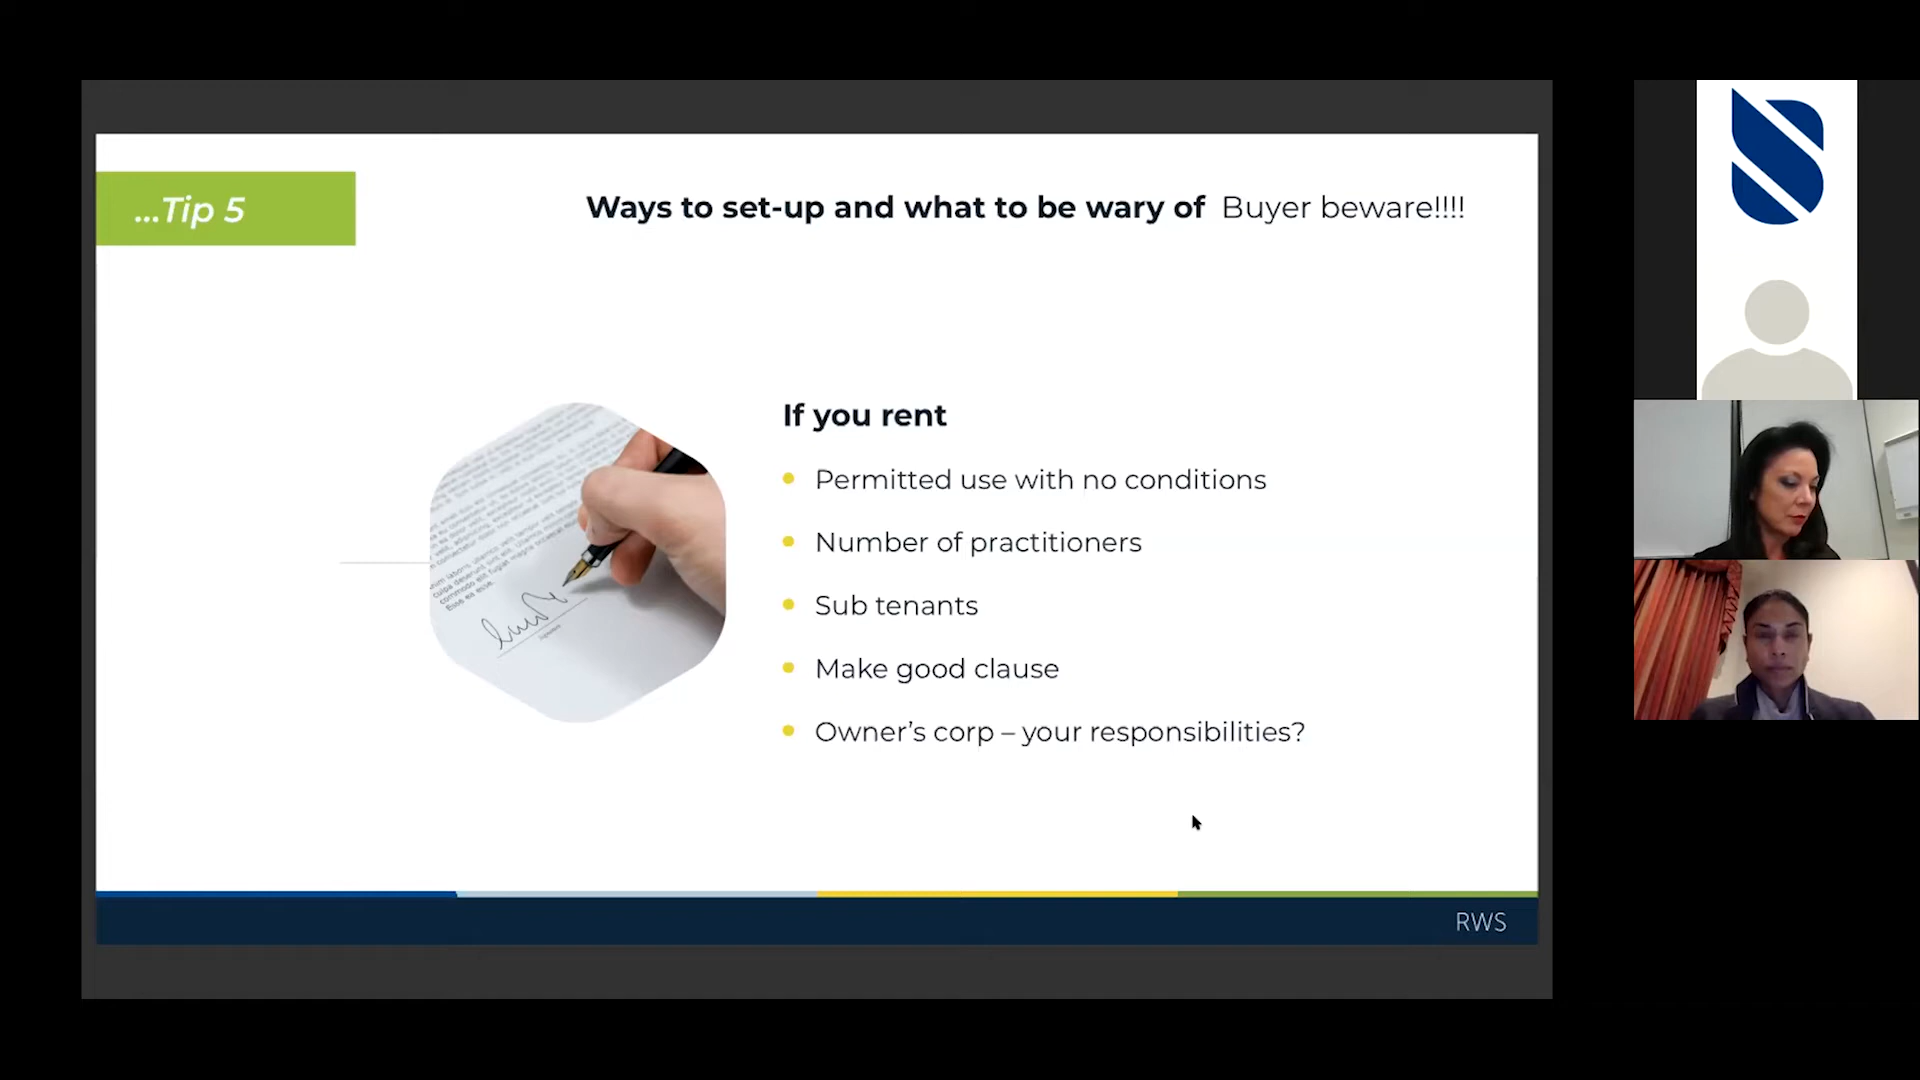 ...Tip 5
Ways to set-up and what to be wary of Buyer beware!!!!
If you rent
Permitted use with no conditions
Number of practitioners
Sub tenants
Make good clause
Owner’s corp – your responsibilities?
RWS